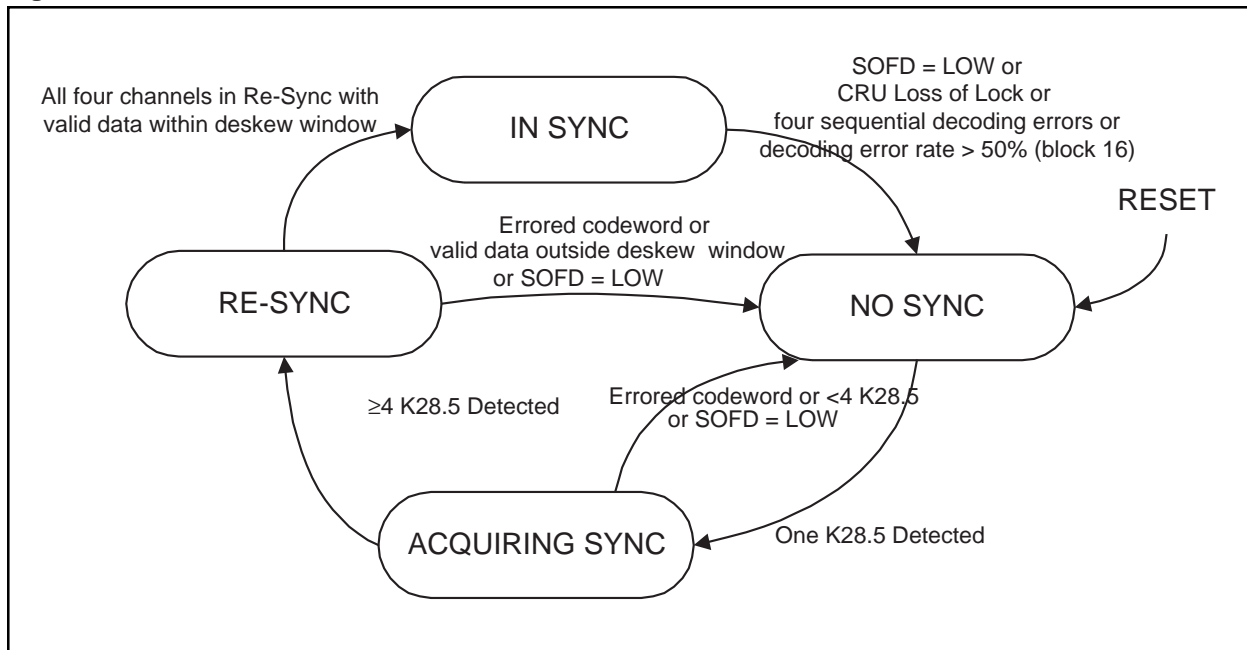 All four channels in Re-Sync with
valid data within deskew window
IN SYNC
SOFD = LOW or
CRU Loss of Lock or
four sequential decoding errors or
decoding error rate > 50% (block 16)
RESET
Errored codeword or
valid data outside deskew window
or SOFD = LOW
RE-SYNC
NO SYNC
≥4 K28.5 Detected
Errored codeword or <4 K28.5
or SOFD = LOW
ACQUIRING SYNC
One K28.5 Detected